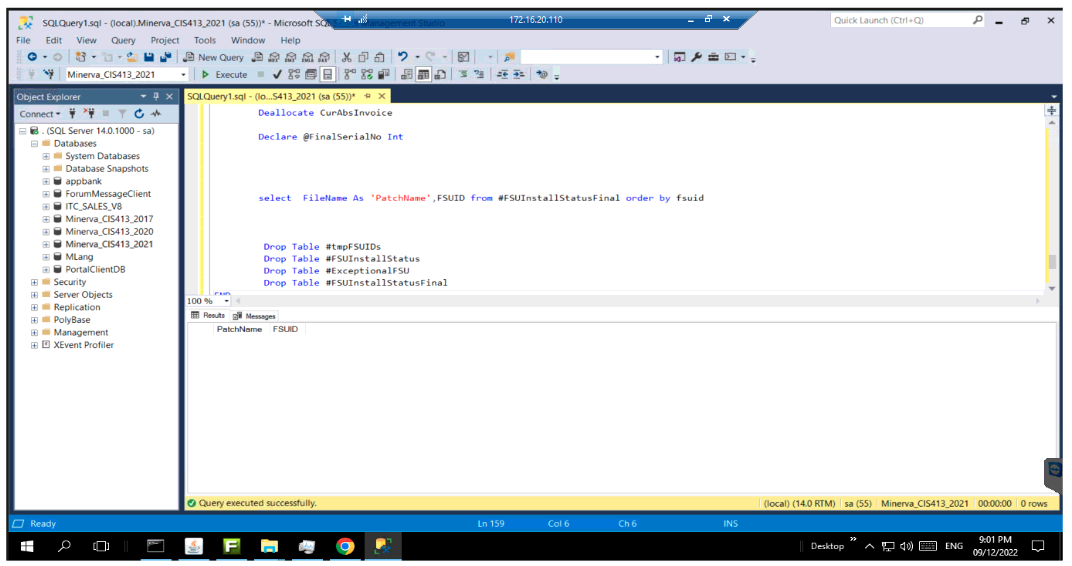 SQLQuery1.sql - (local).Minerva_CIS413_2021 (sa (55))* - Microsoft SQL Server Management Studio
172.16.20.110
Quick Launch (Ctrl+Q)
File Edit View Query Project Tools Window Help
New Query
Minerva_CIS413_2021
Execute
Object Explorer
SQLQuery1.sql - (lo...S413_2021 (sa (55))*
Connect
. (SQL Server 14.0.1000 - sa)
Databases
System Databases
Database Snapshots
appbank
ForumMessageClient
ITC_SALES_V8
Minerva_CIS413_2017
Minerva_CIS413_2020
Minerva_CIS413_2021
MLang
PortalClientDB
Security
Server Objects
Replication
PolyBase
Management
XEvent Profiler
Deallocate CurAbsInvoice
Declare @FinalSerialNo Int
select FileName As 'PatchName',FSUID from #FSUInstallStatusFinal order by fsuid
Drop Table #tmpFSUIDs
Drop Table #FSUInstallStatus
Drop Table #ExceptionalFSU
Drop Table #FSUInstallStatusFinal
END
100 %
Results Messages
PatchName FSUID
Query executed successfully.
(local) (14.0 RTM) sa (55) Minerva_CIS413_2021 00:00:00 0 rows
Ready
Ln 159 Col 6 Ch 6 INS
Desktop
ENG
9:01 PM
09/12/2022